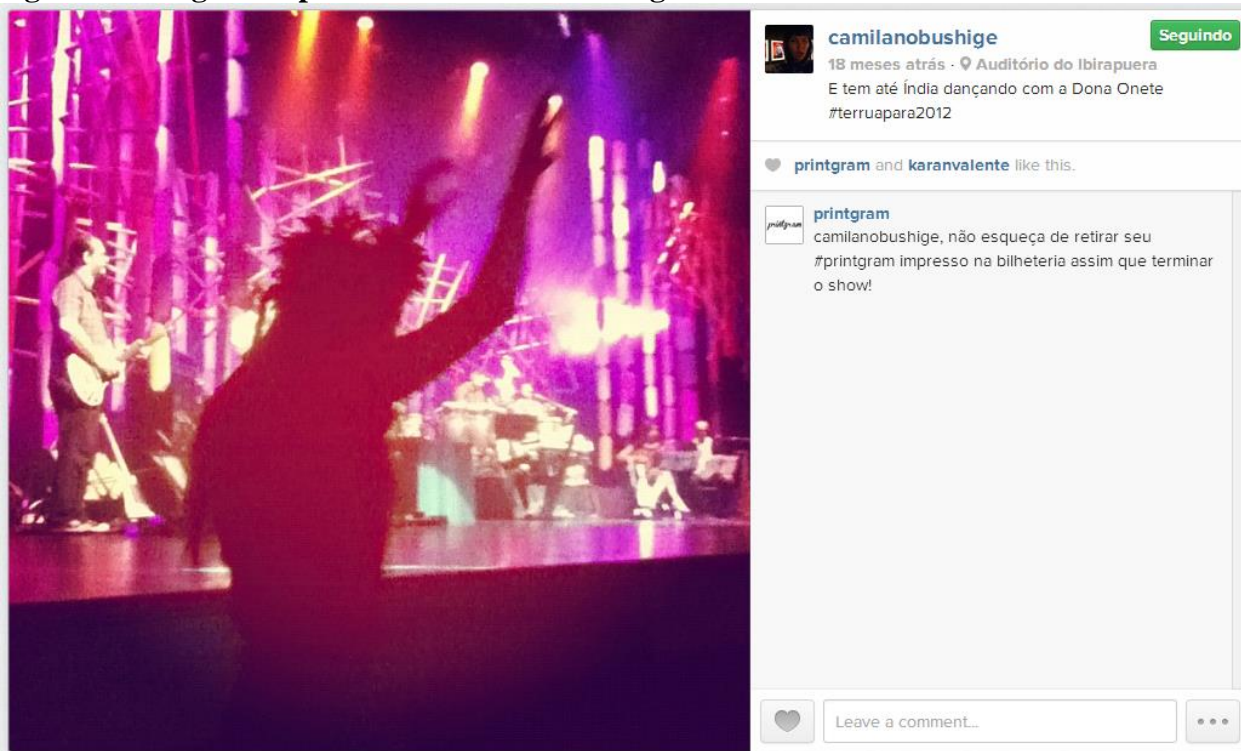 camilanobushige
Seguindo
18 meses atrás · Auditório do Ibirapuera
E tem até Índia dançando com a Dona Onete
#terruapara2012
printgram and karanvalente like this.
printgram
printgram
camilanobushige, não esqueça de retirar seu
#printgram impresso na bilheteria assim que terminar
o show!
Leave a comment...